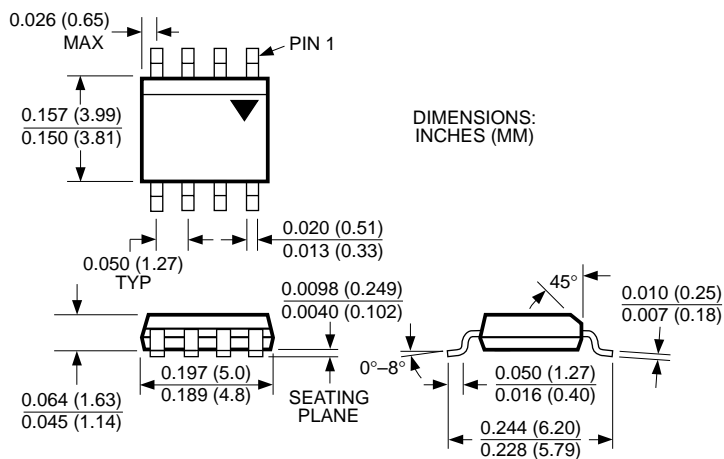 0.026 (0.65)
MAX
PIN 1
0.157 (3.99)
0.150 (3.81)
DIMENSIONS:
INCHES (MM)
0.020 (0.51)
0.013 (0.33)
0.050 (1.27)
TYP
0.0098 (0.249)
0.0040 (0.102)
45°
0.010 (0.25)
0.007 (0.18)
0°–8°
0.064 (1.63)
0.045 (1.14)
0.197 (5.0)
0.189 (4.8)
SEATING
PLANE
0.050 (1.27)
0.016 (0.40)
0.244 (6.20)
0.228 (5.79)